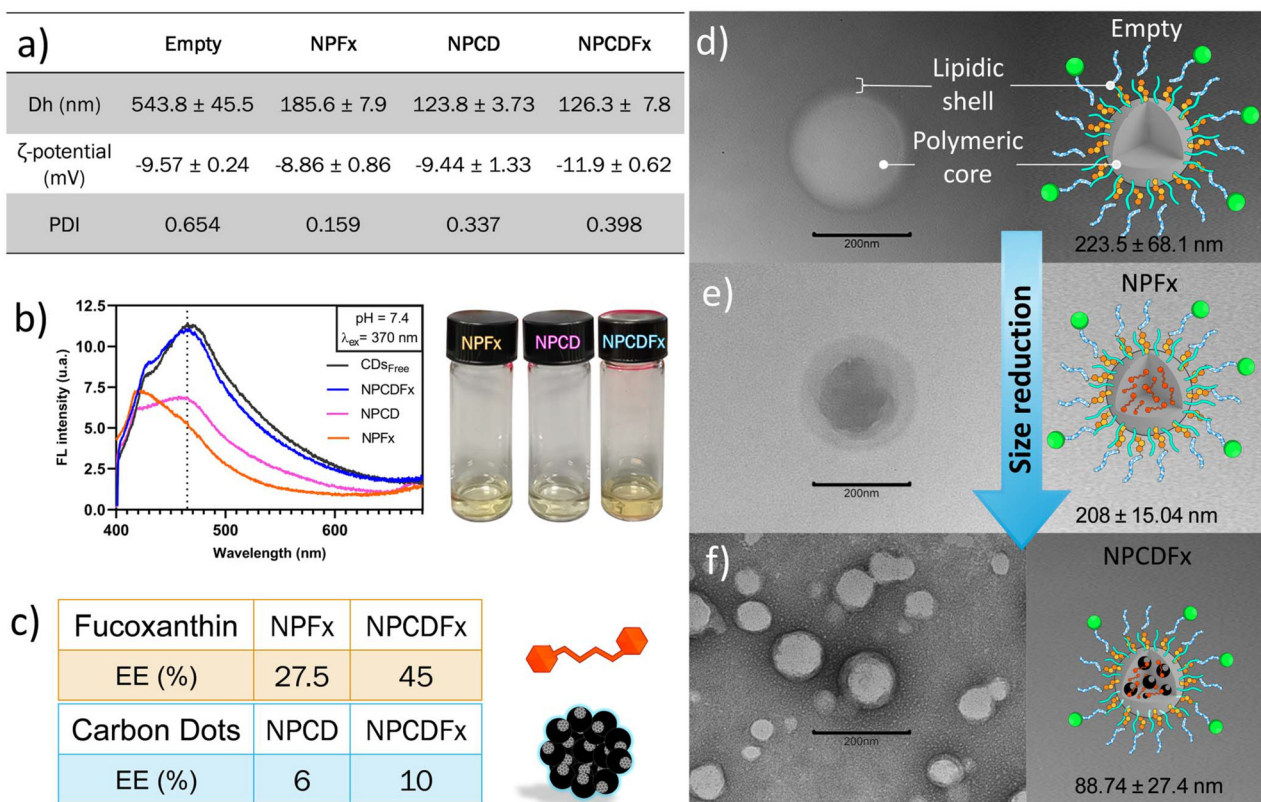 a)
Empty NPFx NPCD NPCDFx
Dh (nm) 543.8 ± 45.5 185.6 ± 7.9 123.8 ± 3.73 126.3 ± 7.8
ζ-potential (mV) -9.57 ± 0.24 -8.86 ± 0.86 -9.44 ± 1.33 -11.9 ± 0.62
PDI 0.654 0.159 0.337 0.398
b)
FL intensity (u.a.)
12.5
10.0
7.5
5.0
2.5
0.0
400 500 600
Wavelength (nm)
pH = 7.4
λex= 370 nm
CDsFree
NPCDFx
NPCD
NPFx
NPFx NPCD NPCDFx
c)
Fucoxanthin NPFx NPCDFx
EE (%) 27.5 45
Carbon Dots NPCD NPCDFx
EE (%) 6 10
d)
Empty
Lipidic
shell
Polymeric
core
200nm
223.5 ± 68.1 nm
Size reduction
e)
NPFx
200nm
208 ± 15.04 nm
f)
NPCDFx
200nm
88.74 ± 27.4 nm